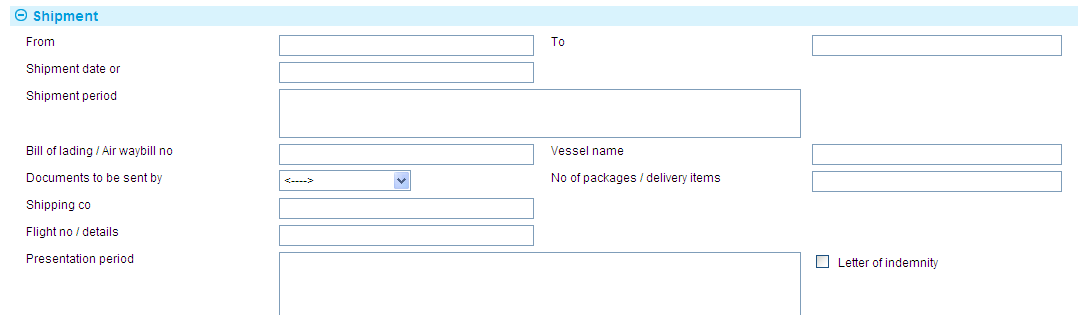 Shipment
From To
Shipment date or
Shipment period
Bill of lading / Air waybill no Vessel name
Documents to be sent by <----> No of packages / delivery items
Shipping co
Flight no / details
Presentation period Letter of indemnity